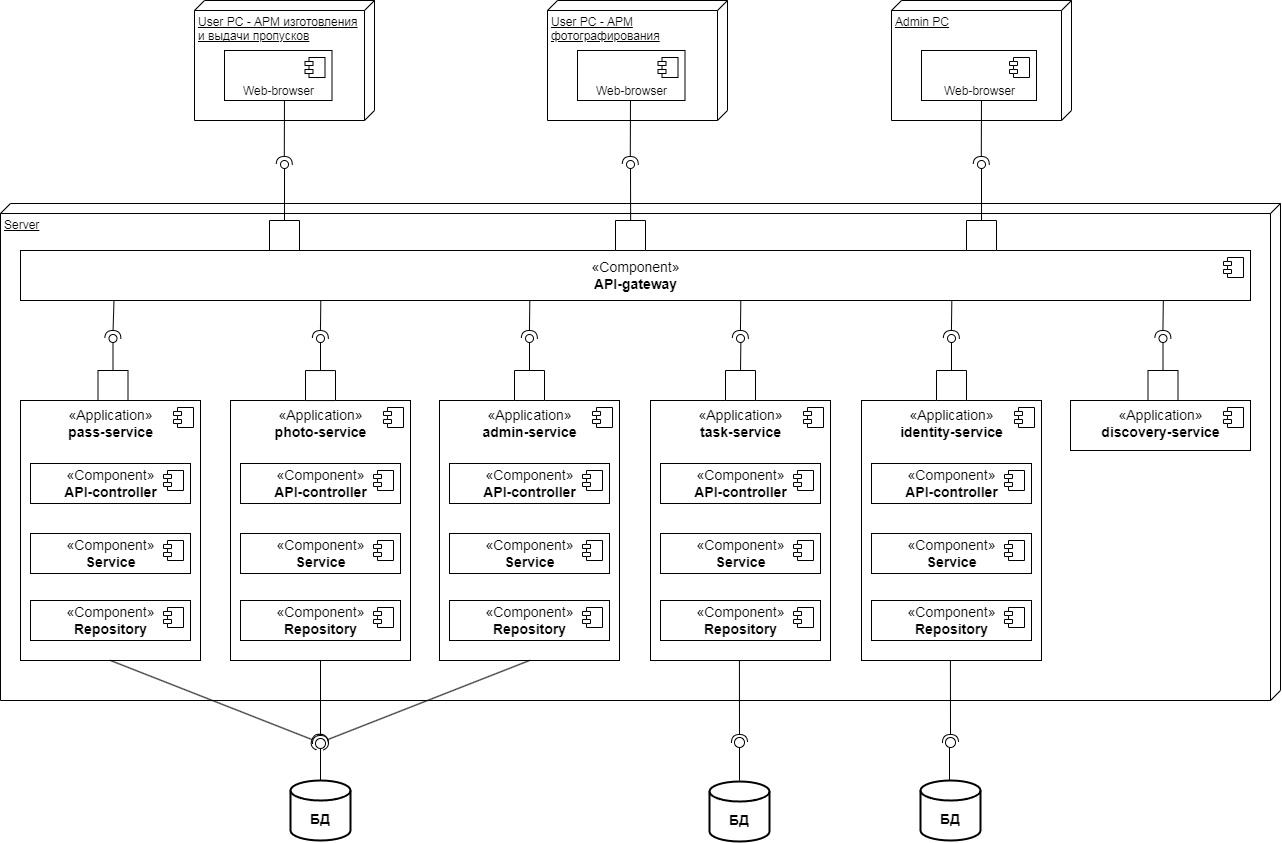 User PC - АРМ изготовления
и выдачи пропусков
Web-browser
User PC - АРМ
фотографирования
Web-browser
Admin PC
Web-browser
Server
«Component»
API-gateway
«Application»
pass-service
«Component»
API-controller
«Component»
Service
«Component»
Repository
«Application»
photo-service
«Component»
API-controller
«Component»
Service
«Component»
Repository
«Application»
admin-service
«Component»
API-controller
«Component»
Service
«Component»
Repository
«Application»
task-service
«Component»
API-controller
«Component»
Service
«Component»
Repository
«Application»
identity-service
«Component»
API-controller
«Component»
Service
«Component»
Repository
«Application»
discovery-service
БД
БД
БД